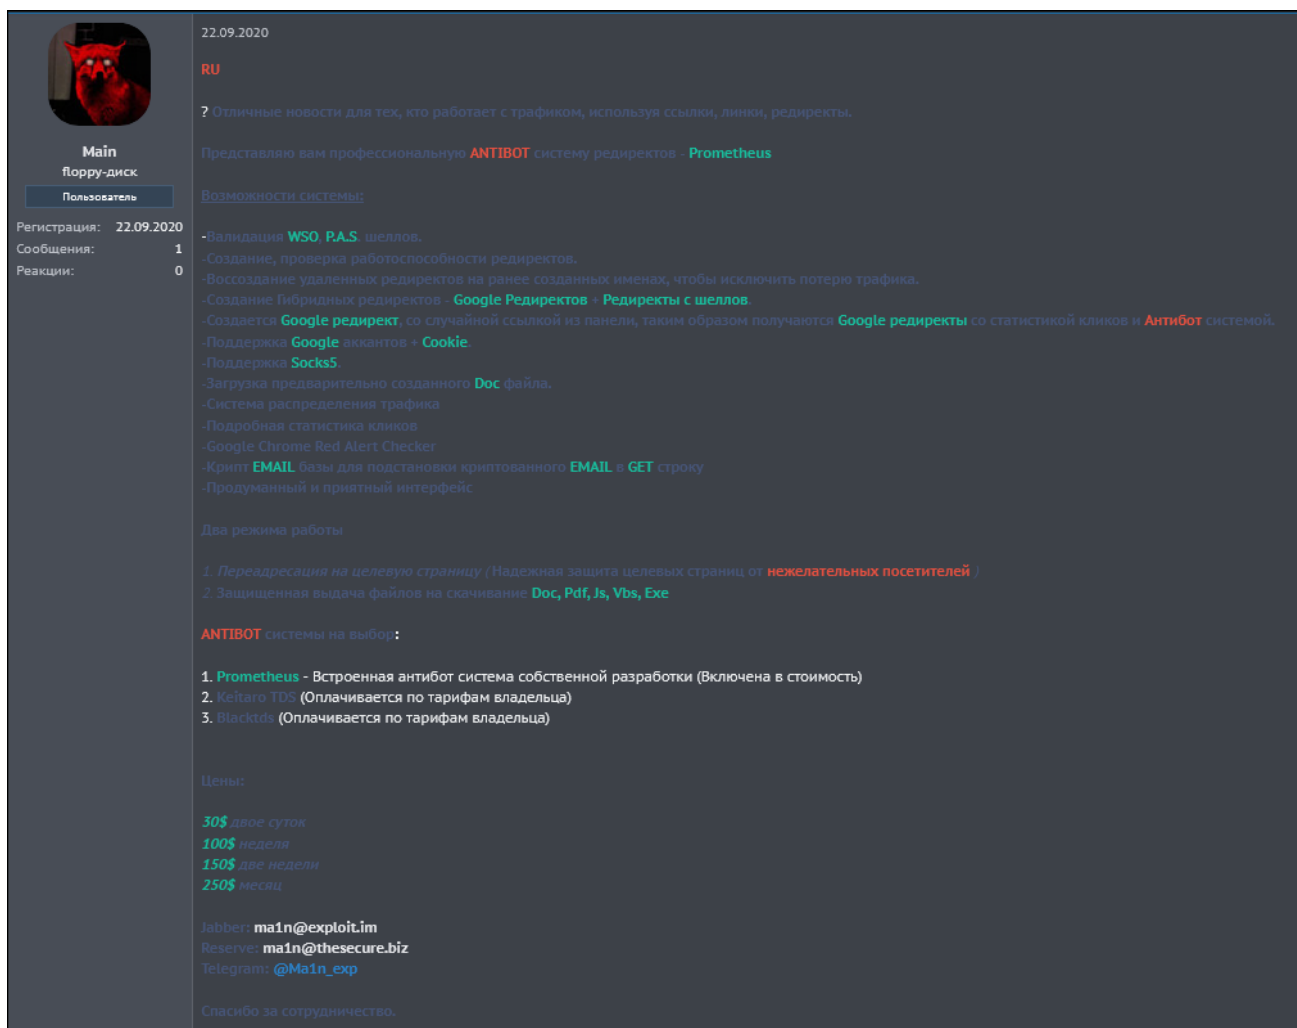 Main
floppy-диск
Пользователь
Регистрация: 22.09.2020
Сообщения: 1
Реакции: 0
22.09.2020
RU
? Отличные новости для тех, кто работает с трафиком, используя ссылки, линки, редиректы.
Представляю вам профессиональную ANTIBOT систему редиректов - Prometheus
Возможности системы:
-Валидация WSO, P.A.S. шеллов.
-Создание, проверка работоспособности редиректов.
-Воссоздание удаленных редиректов на ранее созданных именах, чтобы исключить потерю трафика.
-Создание Гибридных редиректов - Google Редиректов + Редиректы с шеллов.
-Создается Google редирект, со случайной ссылкой из панели, таким образом получаются Google редиректы со статистикой кликов и Антибот системой.
-Поддержка Google аккантов + Cookie.
-Поддержка Socks5.
-Загрузка предварительно созданного Doc файла.
-Система распределения трафика
-Подробная статистика кликов
-Google Chrome Red Alert Checker
-Крипт EMAIL базы для подстановки криптованного EMAIL в GET строку
-Продуманный и приятный интерфейс
Два режима работы
1. Переадресация на целевую страницу (Надежная защита целевых страниц от нежелательных посетителей )
2. Защищенная выдача файлов на скачивание Doc, Pdf, Js, Vbs, Exe
ANTIBOT системы на выбор:
1. Prometheus - Встроенная антибот система собственной разработки (Включена в стоимость)
2. Keitaro TDS (Оплачивается по тарифам владельца)
3. Blacktds (Оплачивается по тарифам владельца)
Цены:
30$ двое суток
100$ неделя
150$ две недели
250$ месяц
Jabber: ma1n@exploit.im
Reserve: ma1n@thesecure.biz
Telegram: @Ma1n_exp
Спасибо за сотрудничество.